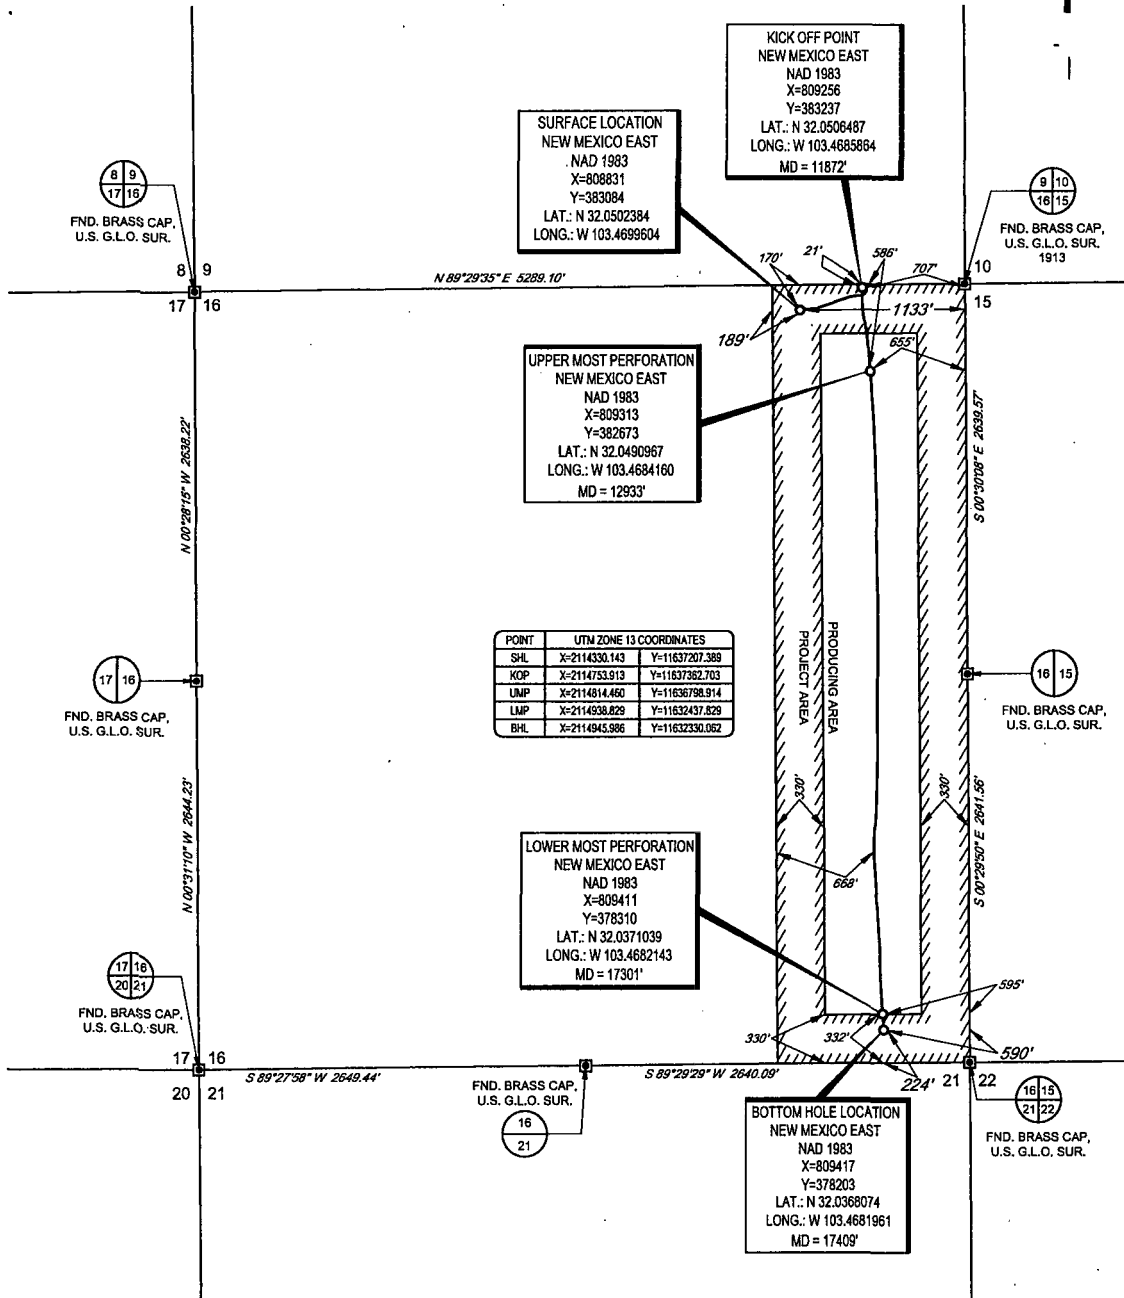 KICK OFF POINT
NEW MEXICO EAST
NAD 1983
X=809256
Y=383237
LAT.: N 32.0506487
LONG.: W 103.4685864
MD = 11872'
SURFACE LOCATION
NEW MEXICO EAST
NAD 1983
X=808831
Y=383084
LAT.: N 32.0502384
LONG.: W 103.4699604
8 9
17 16
FND. BRASS CAP,
U.S. G.L.O. SUR.
9 10
16 15
FND. BRASS CAP,
U.S. G.L.O. SUR.
1913
8 9
17 16
N 89°29'35" E 5289.10'
170'
21'
586'
707'
10
15
1133'
189'
655'
UPPER MOST PERFORATION
NEW MEXICO EAST
NAD 1983
X=809313
Y=382673
LAT.: N 32.0490967
LONG.: W 103.4684160
MD = 12933'
N 00°28'15" W 2638.22'
S 00°30'08" E 2639.57'
POINT UTM ZONE 13 COORDINATES
SHL X=2114330.143 Y=11637207.389
KOP X=2114753.913 Y=11637362.703
UMP X=2114814.460 Y=11636798.914
LMP X=2114938.829 Y=11632437.829
BHL X=2114945.986 Y=11632330.062
PROJECT AREA
PRODUCING AREA
17 16
FND. BRASS CAP,
U.S. G.L.O. SUR.
16 15
FND. BRASS CAP,
U.S. G.L.O. SUR.
330'
330'
N 00°31'10" W 2644.23'
S 00°29'50" E 2641.56'
LOWER MOST PERFORATION
NEW MEXICO EAST
NAD 1983
X=809411
Y=378310
LAT.: N 32.0371039
LONG.: W 103.4682143
MD = 17301'
668'
17 16
20 21
FND. BRASS CAP,
U.S. G.L.O. SUR.
595'
330'
332'
590'
224'
17 16
20 21
S 89°27'58" W 2649.44'
S 89°29'29" W 2640.09'
21 22
FND. BRASS CAP,
U.S. G.L.O. SUR.
16
21
16 15
21 22
FND. BRASS CAP,
U.S. G.L.O. SUR.
BOTTOM HOLE LOCATION
NEW MEXICO EAST
NAD 1983
X=809417
Y=378203
LAT.: N 32.0368074
LONG.: W 103.4681961
MD = 17409'